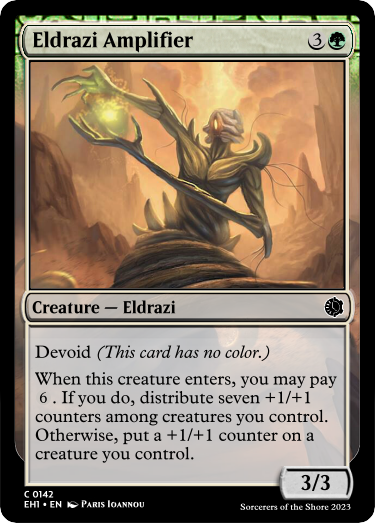 Eldrazi Amplifier 3
Creature — Eldrazi
Devoid (This card has no color.)
When this creature enters, you may pay
6 . If you do, distribute seven +1/+1
counters among creatures you control.
Otherwise, put a +1/+1 counter on a
creature you control.
3/3
C 0142
EH1 • EN Paris Ioannou
Sorcerers of the Shore 2023